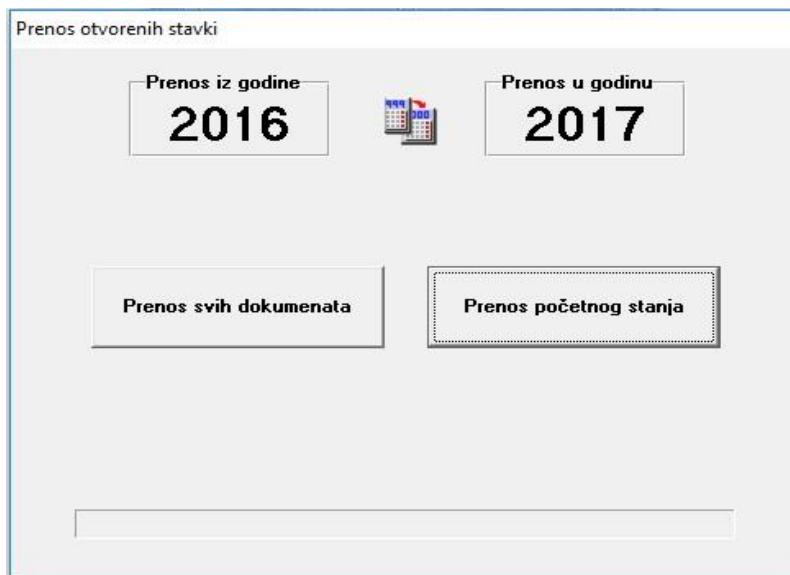 Prenos otvorenih stavki
Prenos iz godine
2016
Prenos u godinu
2017
Prenos svih dokumenata
Prenos početnog stanja